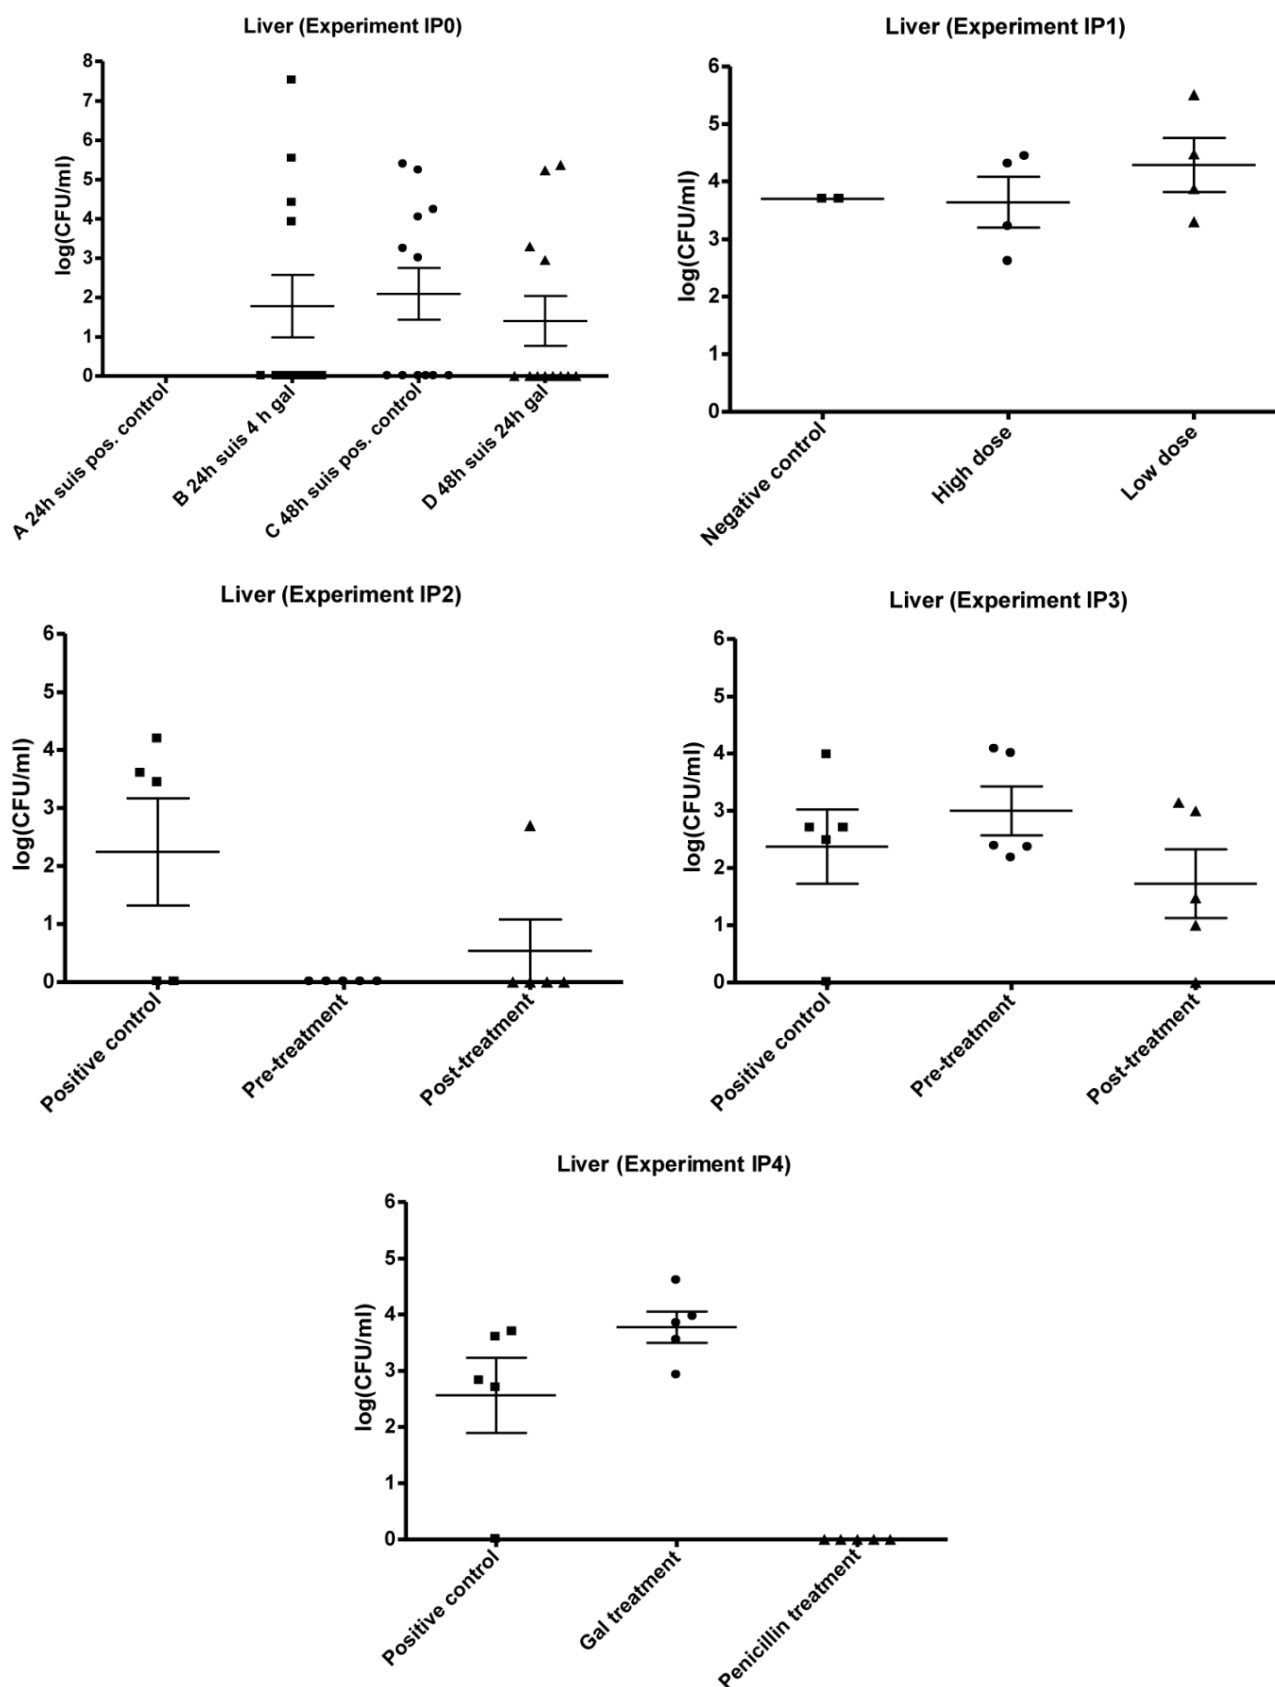 Liver (Experiment IP0)
log(CFU/ml)
8
7
6
5
4
3
2
1
0
A 24h suis pos. control
B 24h suis 4 h gal
C 48h suis pos. control
D 48h suis 24h gal
Liver (Experiment IP1)
log(CFU/ml)
6
5
4
3
2
1
0
Negative control
High dose
Low dose
Liver (Experiment IP2)
log(CFU/ml)
6
5
4
3
2
1
0
Positive control
Pre-treatment
Post-treatment
Liver (Experiment IP3)
log(CFU/ml)
6
5
4
3
2
1
0
Positive control
Pre-treatment
Post-treatment
Liver (Experiment IP4)
log(CFU/ml)
6
5
4
3
2
1
0
Positive control
Gal treatment
Penicillin treatment